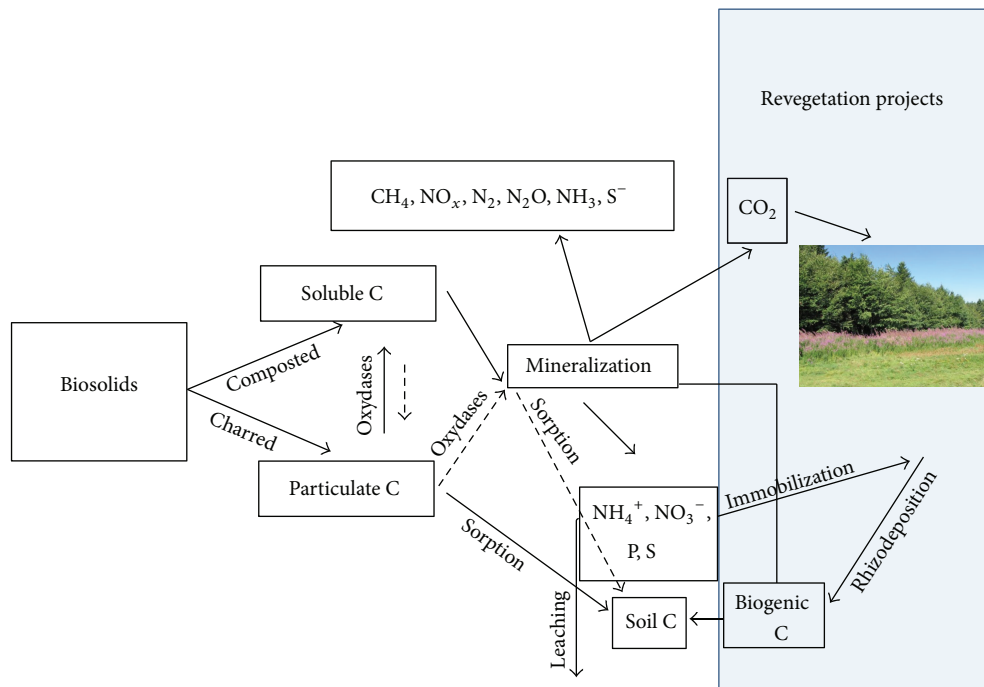 Revegetation projects
CH₄, NOₓ, N₂, N₂O, NH₃, S⁻
CO₂
Soluble C
Biosolids
Composted
Charred
Oxydases
Oxydases
Mineralization
Sorption
Particulate C
Sorption
NH₄⁺, NO₃⁻,
P, S
Immobilization
Rhizodeposition
Leaching
Soil C
Biogenic
C